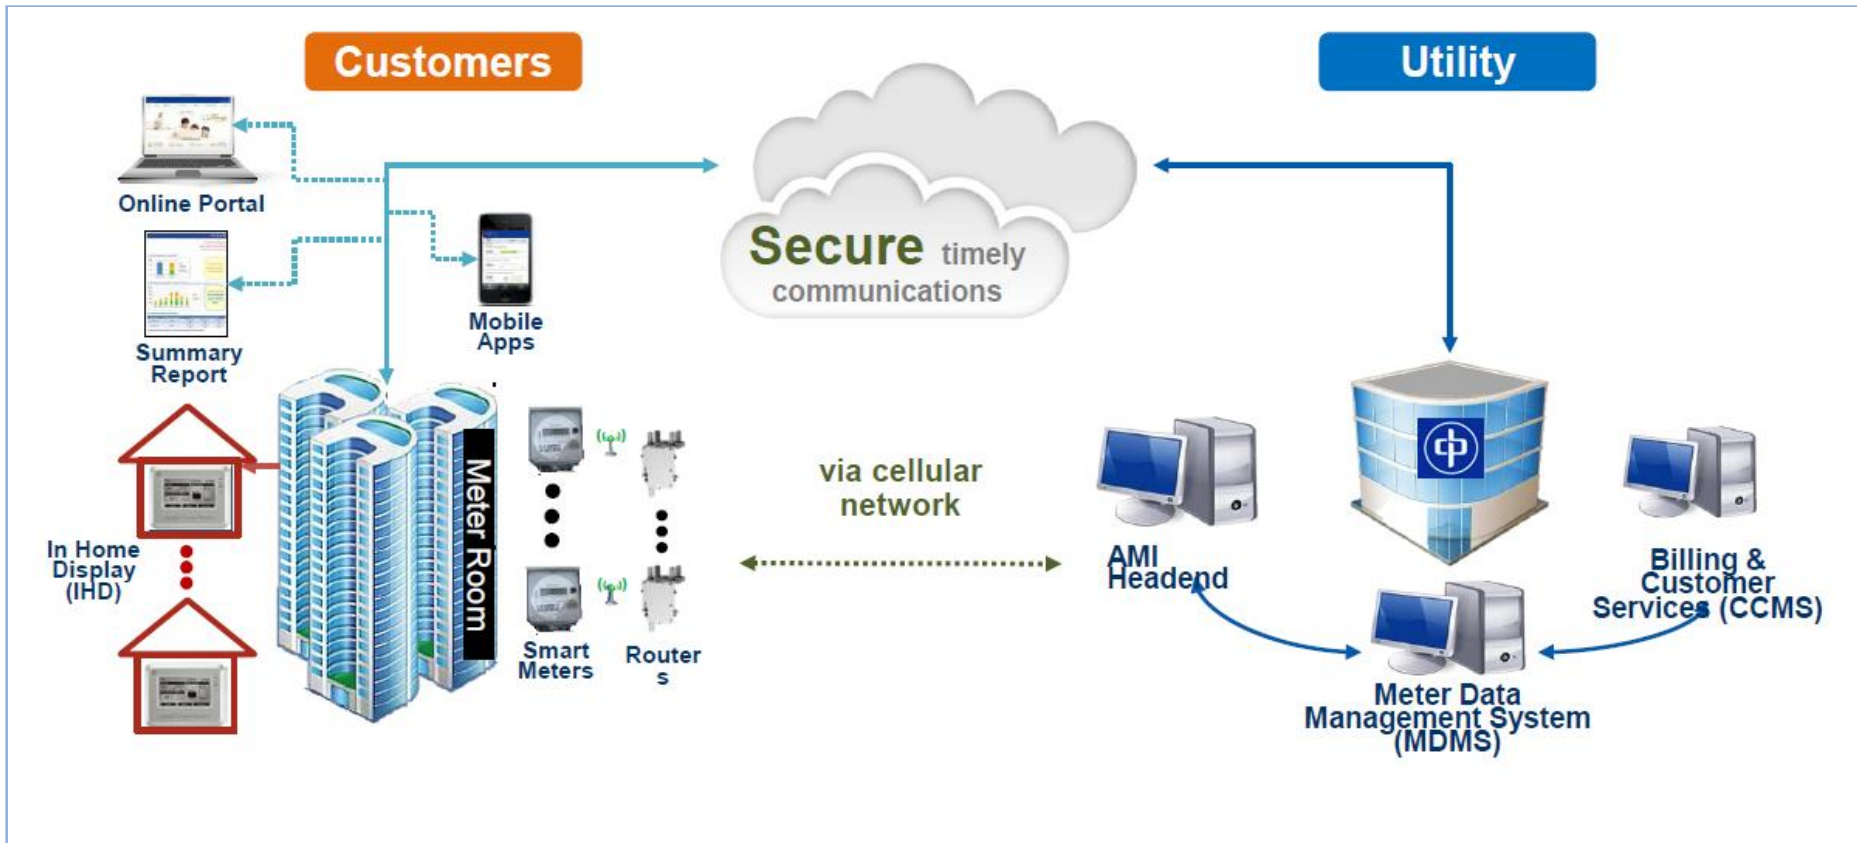 Customers
Utility
Online Portal
Secure timely
communications
Mobile
Apps
Summary
Report
Meter Room
via cellular
network
In Home
Display
(IHD)
AMI
Headend
Billing &
Customer
Services (CCMS)
Smart
Meters
Router
s
Meter Data
Management System
(MDMS)